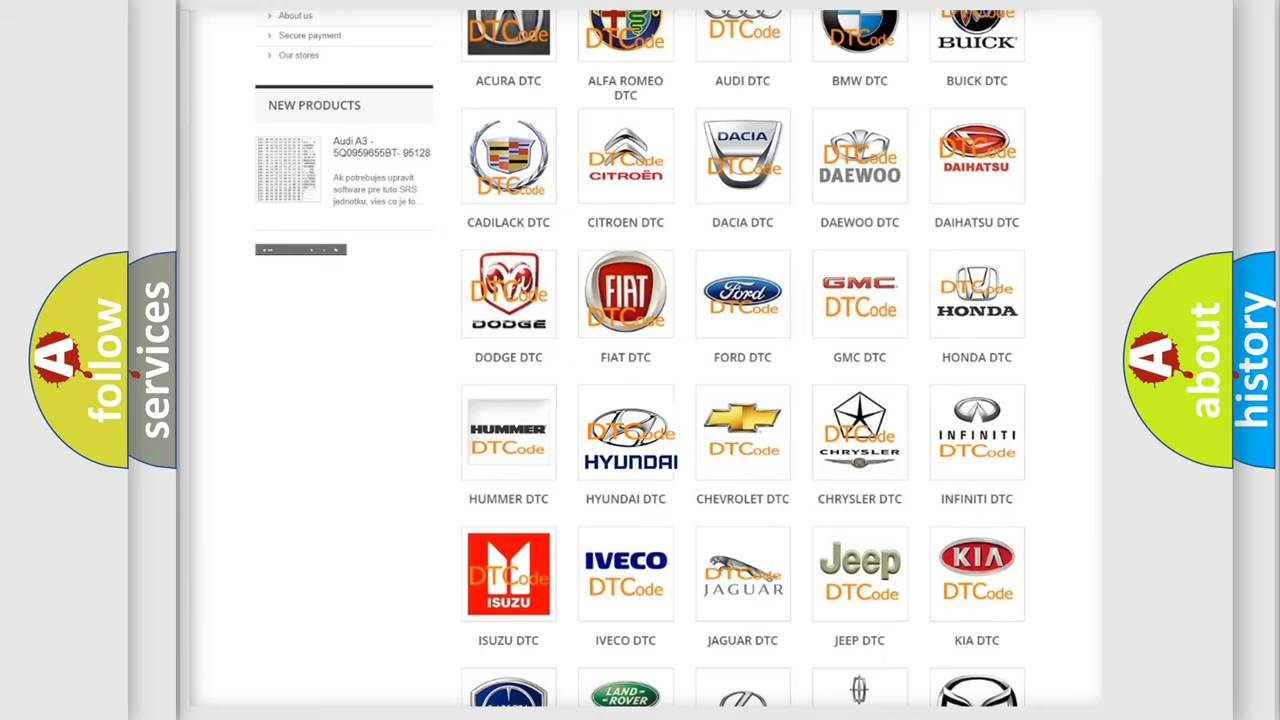 About us
Secure payment
Our stores
NEW PRODUCTS
Audi A3 -
5Q0959655BT- 95128
Ak potrebujes upravit
software pre tuto SRS
jednotku, vies co je to...
DTCode DTCode DTCode DTCode BUICK
ACURA DTC ALFA ROMEO DTC AUDI DTC BMW DTC BUICK DTC
DTCode DTCode CITROËN DACIA DTCode DTCode DAEWOO DTCode DAIHATSU
CADILACK DTC CITROEN DTC DACIA DTC DAEWOO DTC DAIHATSU DTC
DTCode DODGE FIAT DTCode Ford DTCode GMC DTCode DTCode HONDA
DODGE DTC FIAT DTC FORD DTC GMC DTC HONDA DTC
HUMMER DTCode DTCode HYUNDAI DTCode DTCode CHRYSLER INFINITI DTCode
HUMMER DTC HYUNDAI DTC CHEVROLET DTC CHRYSLER DTC INFINITI DTC
DTCode ISUZU IVECO DTCode DTCode JAGUAR Jeep DTCode KIA DTCode
ISUZU DTC IVECO DTC JAGUAR DTC JEEP DTC KIA DTC
LAND-
ROVER
A follow
services
A about
history